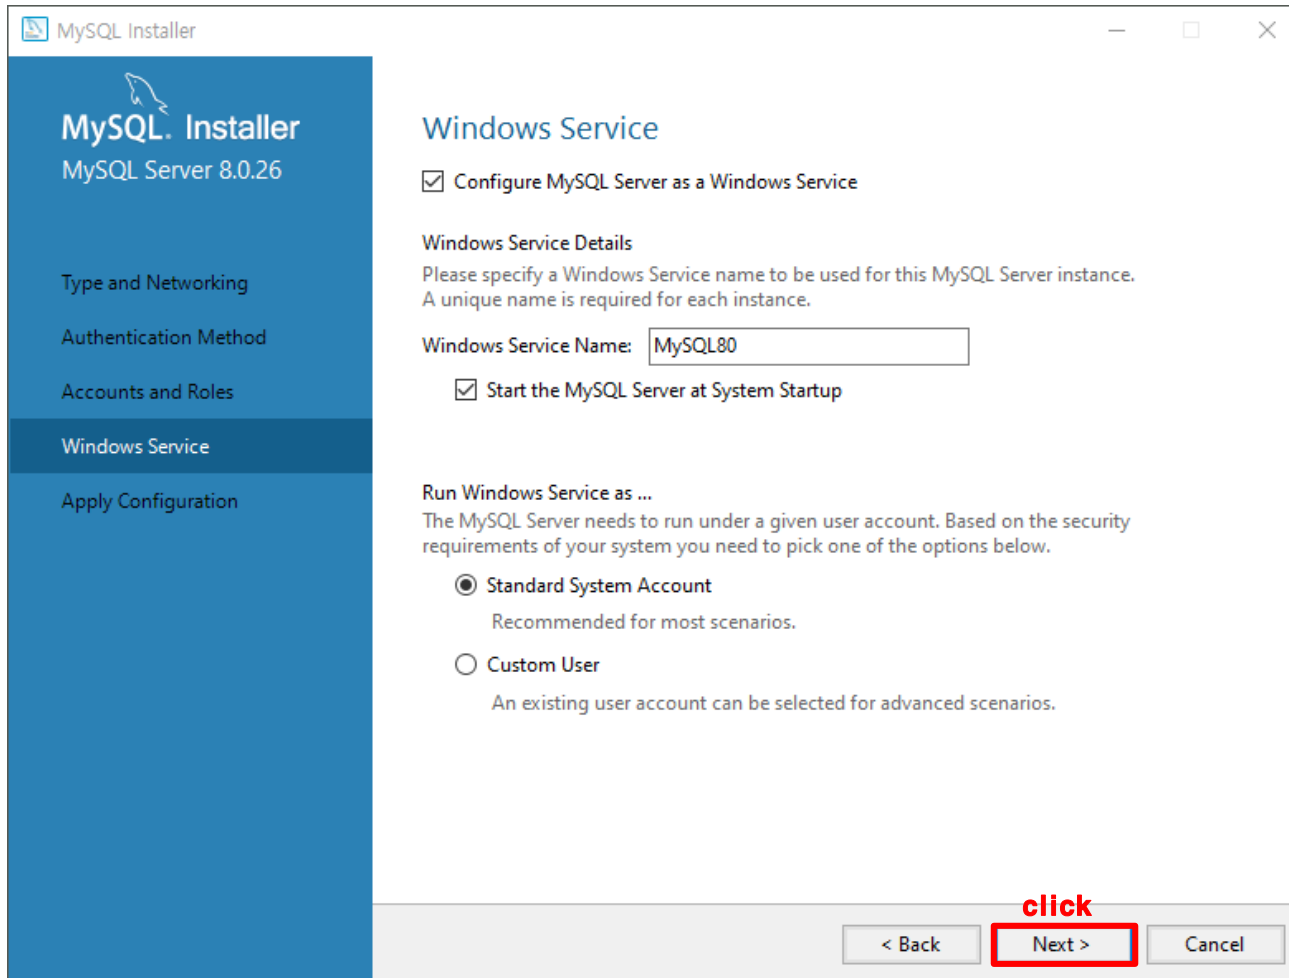 MySQL Installer
MySQL. Installer
MySQL Server 8.0.26
Type and Networking
Authentication Method
Accounts and Roles
Windows Service
Apply Configuration
Windows Service
Configure MySQL Server as a Windows Service
Windows Service Details
Please specify a Windows Service name to be used for this MySQL Server instance.
A unique name is required for each instance.
Windows Service Name: MySQL80
Start the MySQL Server at System Startup
Run Windows Service as ...
The MySQL Server needs to run under a given user account. Based on the security
requirements of your system you need to pick one of the options below.
Standard System Account
Recommended for most scenarios.
Custom User
An existing user account can be selected for advanced scenarios.
click
< Back Next > Cancel